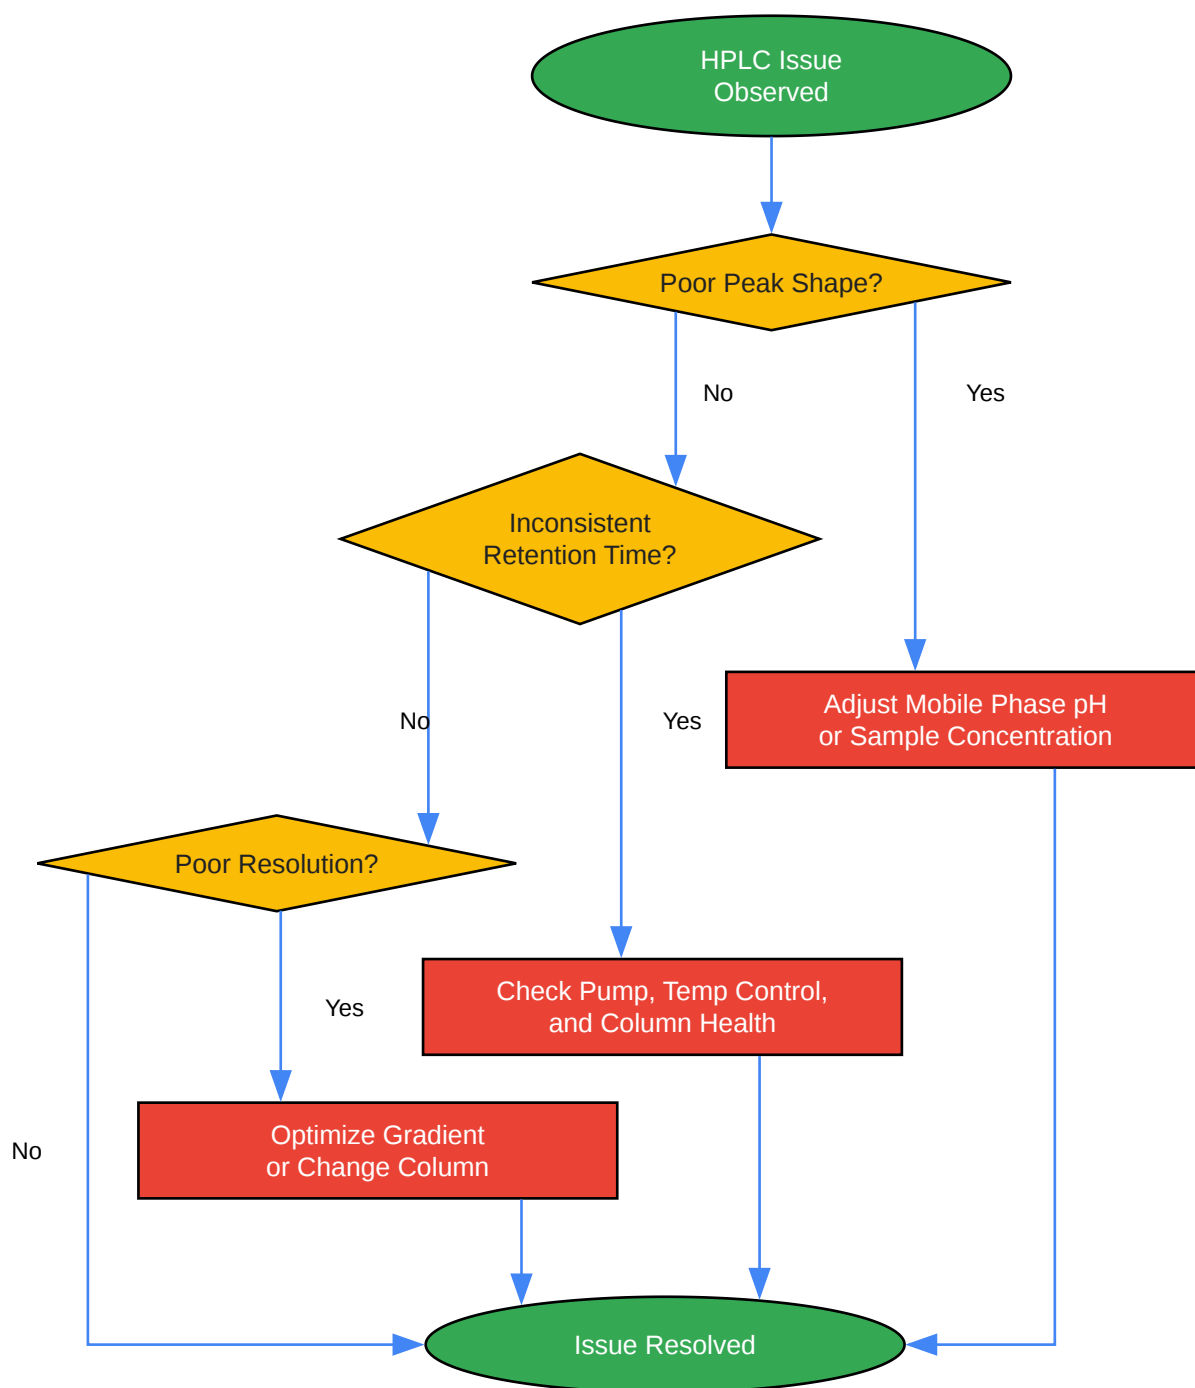 HPLC Issue
Observed
Poor Peak Shape?
No
Yes
Inconsistent
Retention Time?
No
Yes
Adjust Mobile Phase pH
or Sample Concentration
Poor Resolution?
Yes
Check Pump, Temp Control,
and Column Health
No
Optimize Gradient
or Change Column
Issue Resolved